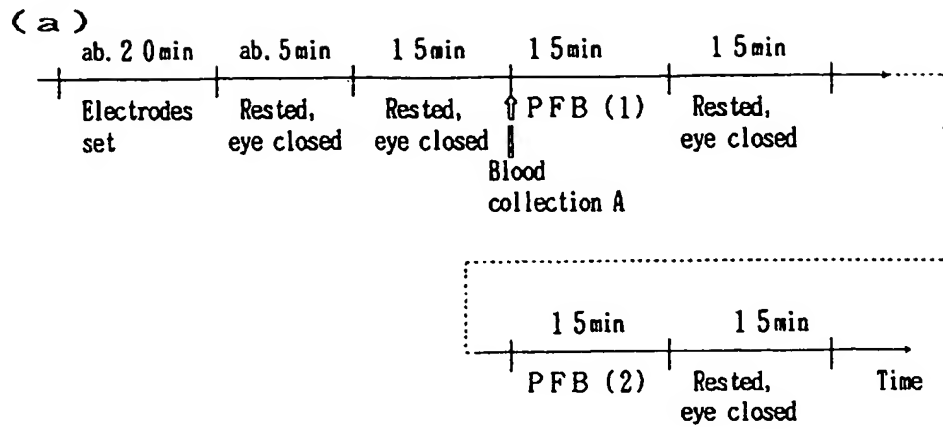 (a)
ab. 20min ab. 5min 15min 15min 15min
Electrodes Rested, Rested, PFB (1) Rested,
set eye closed eye closed eye closed
Blood
collection A
15min 15min
PFB (2) Rested, Time
eye closed